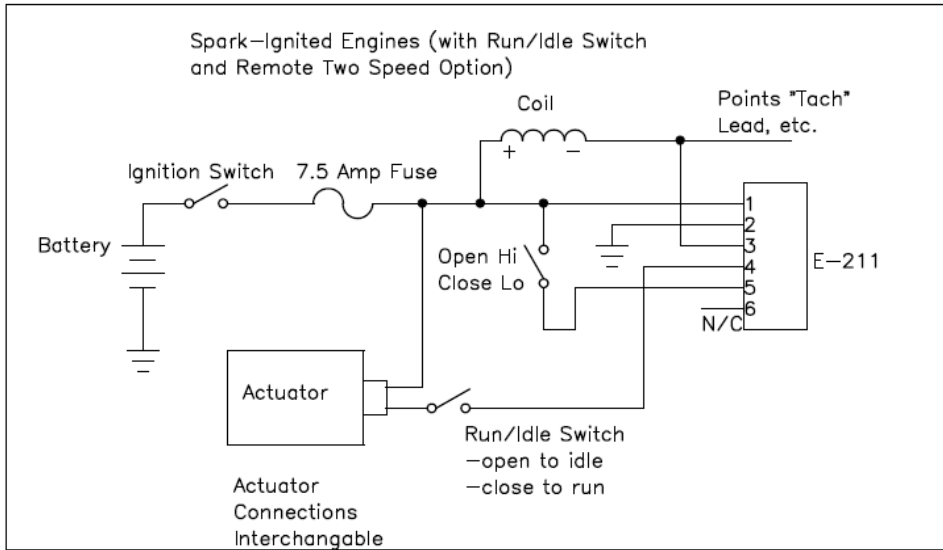 Spark-Ignited Engines (with Run/Idle Switch
and Remote Two Speed Option)
Coil
Points "Tach"
Lead, etc.
+
-
Ignition Switch
7.5 Amp Fuse
Battery
Open Hi
Close Lo
1
2
3
4
5
6
N/C
E-211
Actuator
Run/Idle Switch
-open to idle
-close to run
Actuator
Connections
Interchangable